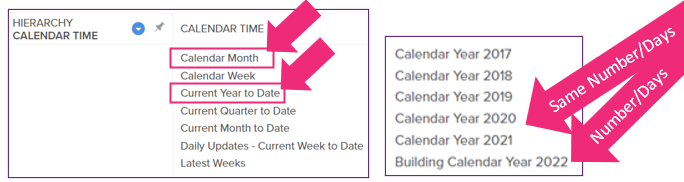 HIERARCHY
CALENDAR TIME
CALENDAR TIME
Calendar Month
Calendar Week
Current Year to Date
Current Quarter to Date
Current Month to Date
Daily Updates - Current Week to Date
Latest Weeks
Calendar Year 2017
Calendar Year 2018
Calendar Year 2019
Calendar Year 2020
Calendar Year 2021
Building Calendar Year 2022
Same Number/Days
Number/Days